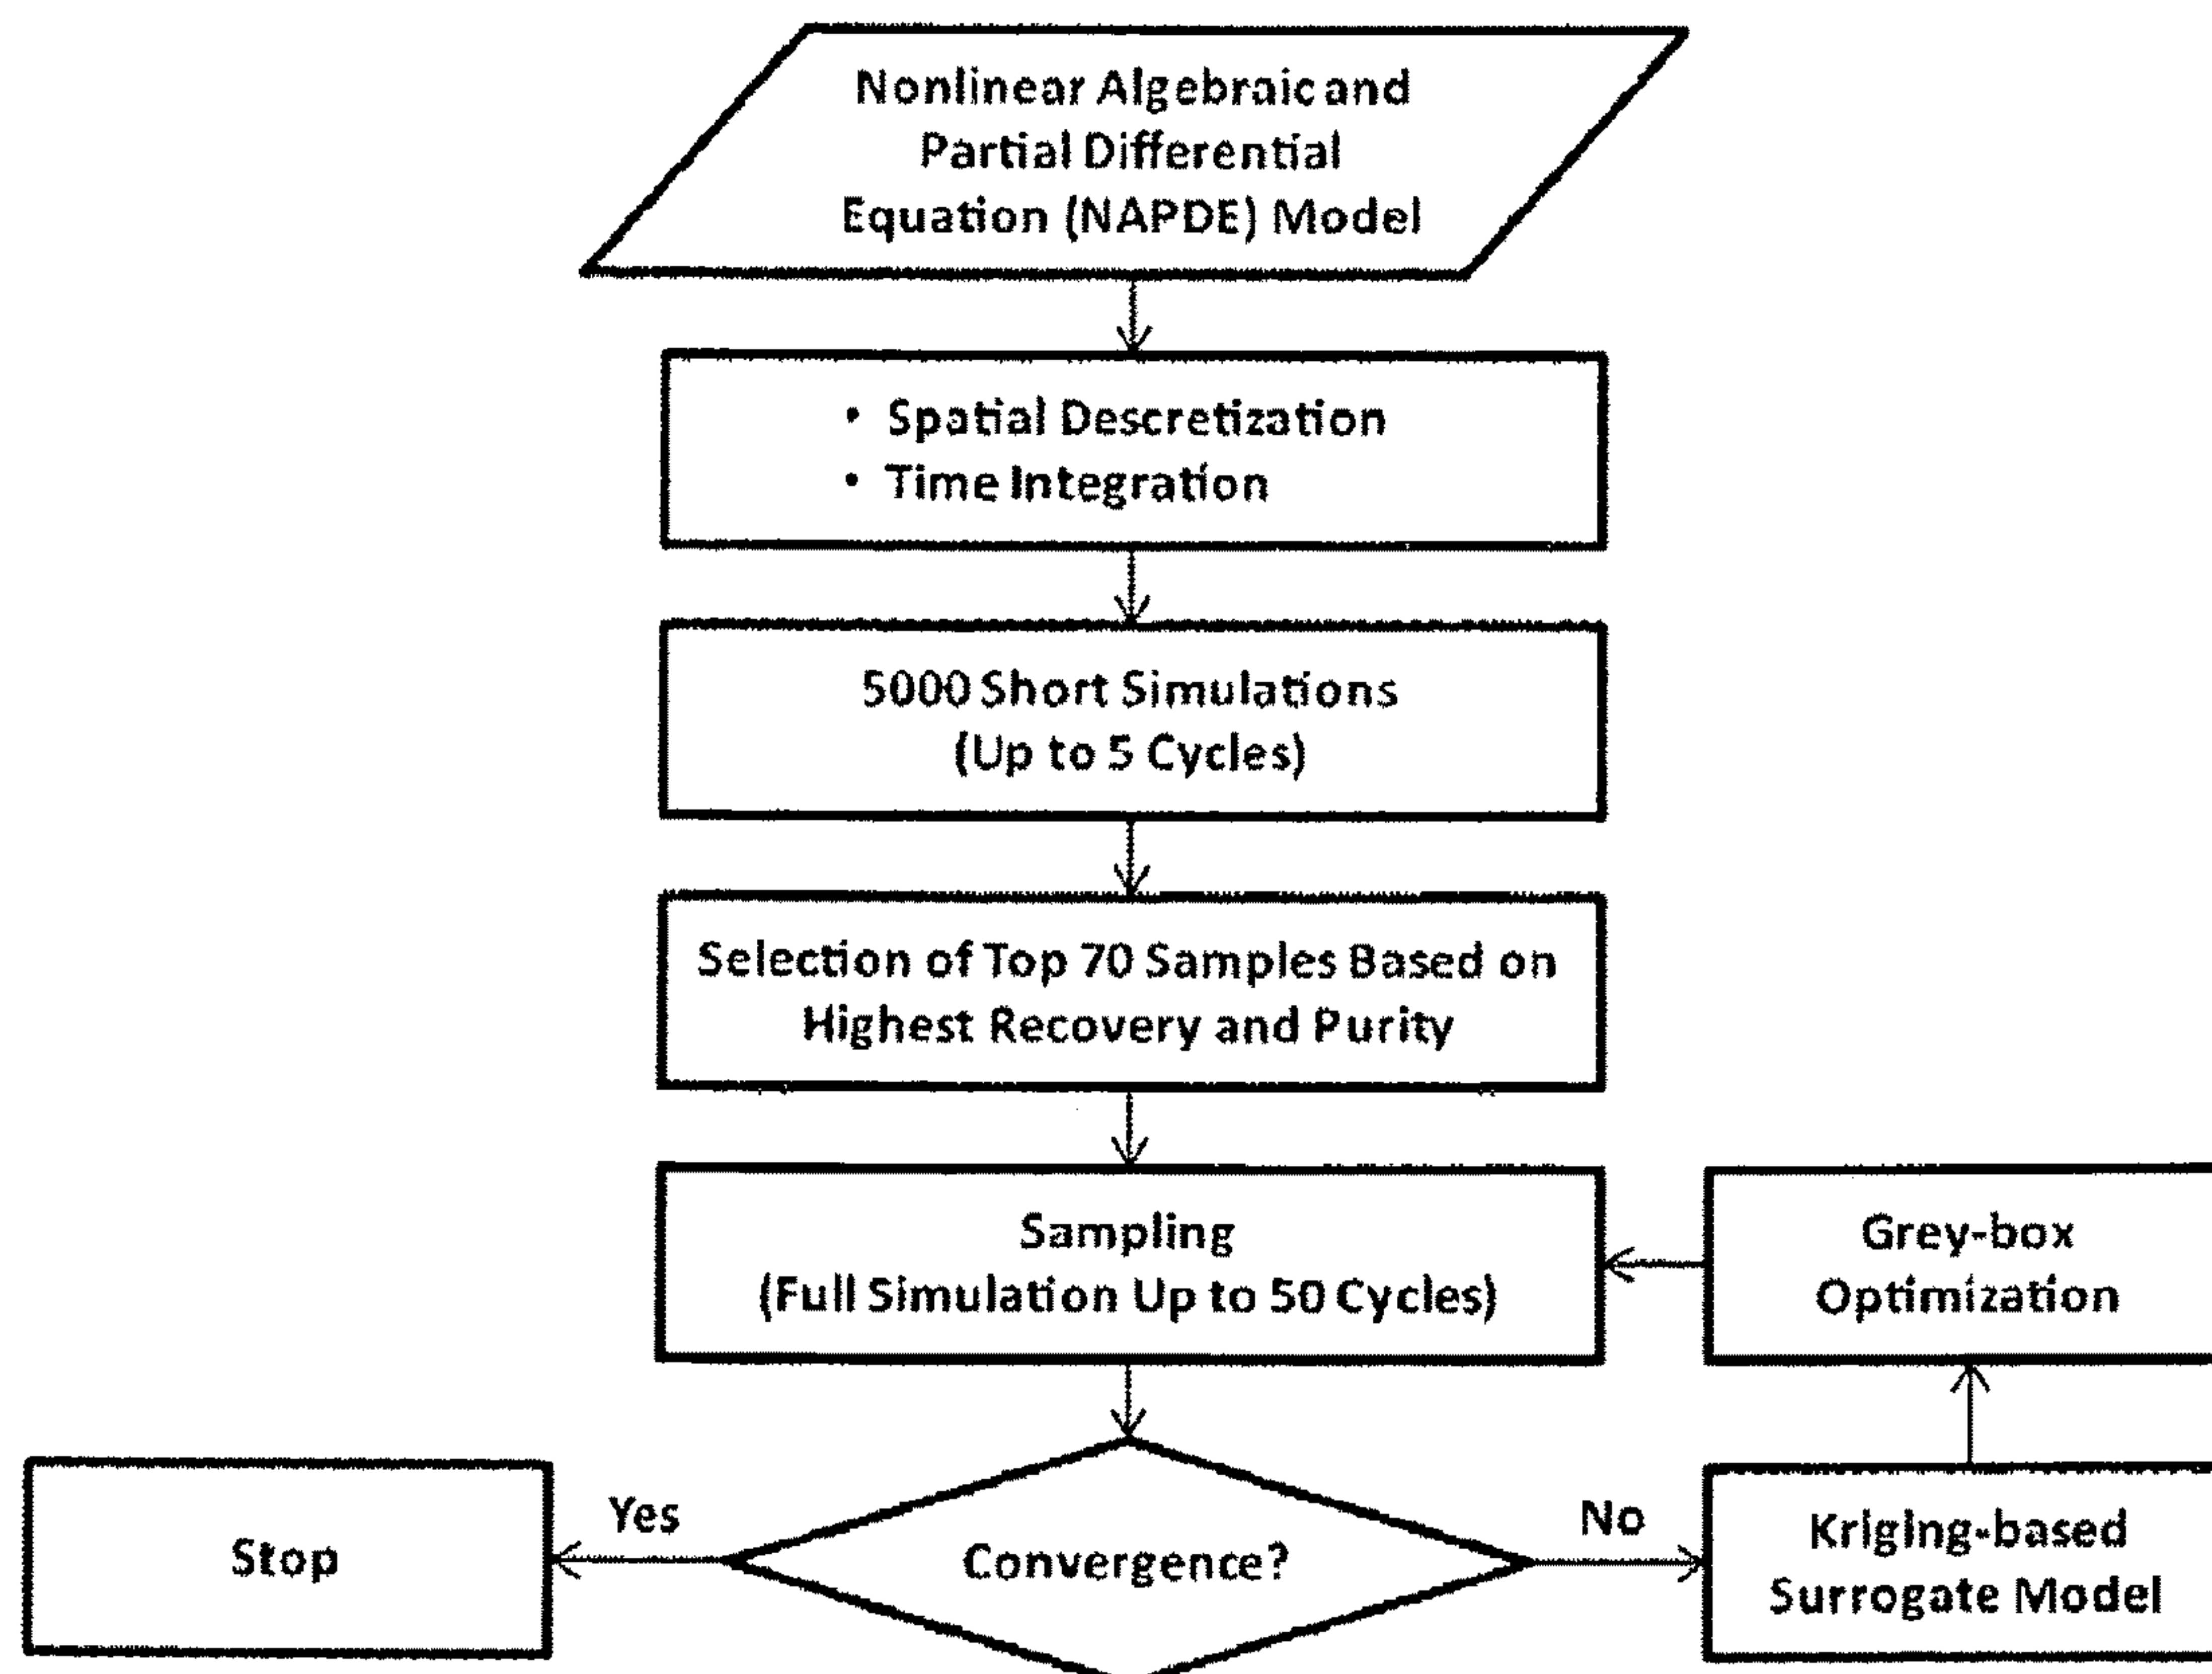 Nonlinear Algebraic and
Partial Differential
Equation (NAPDE) Model
• Spatial Descretization
• Time Integration
5000 Short Simulations
(Up to 5 Cycles)
Selection of Top 70 Samples Based on
Highest Recovery and Purity
Sampling
(Full Simulation Up to 50 Cycles)
Grey-box
Optimization
Stop
Yes
Convergence?
No
Kriging-based
Surrogate Model